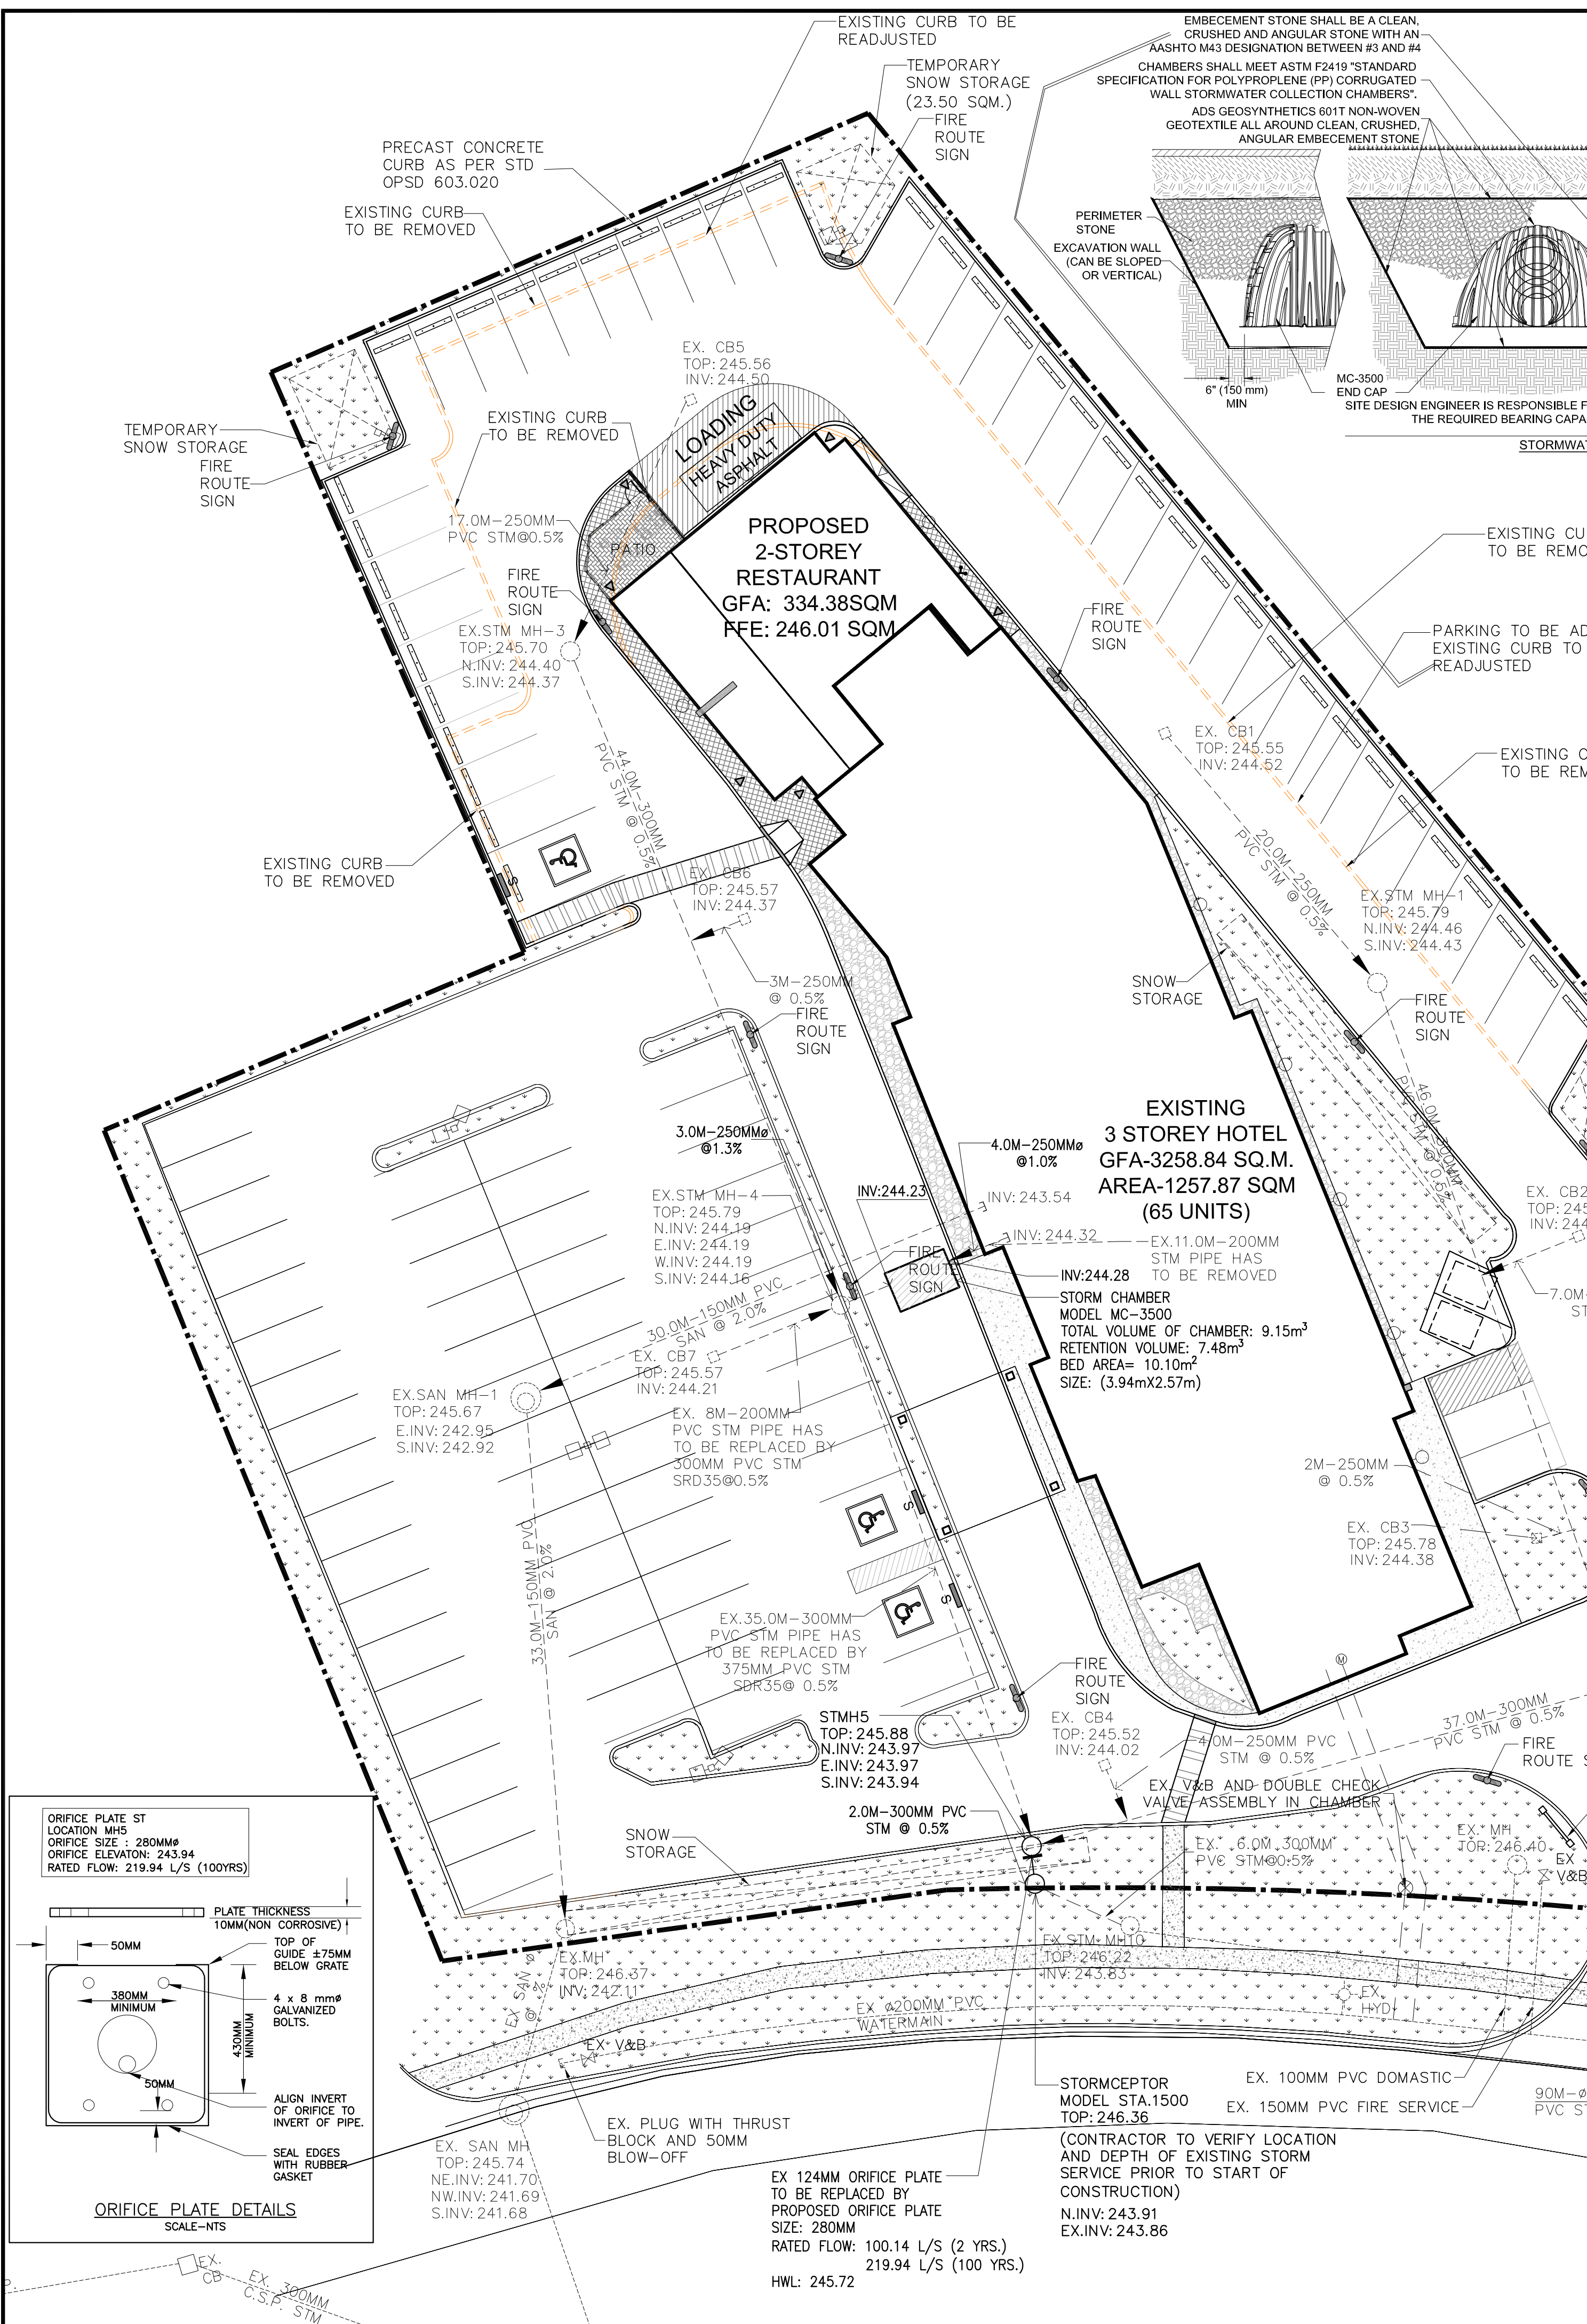 EXISTING CURB TO BE
READJUSTED
TEMPORARY
SNOW STORAGE
(23.50 SQM.)
FIRE
ROUTE
SIGN
EMBECEMENT STONE SHALL BE A CLEAN,
CRUSHED AND ANGULAR STONE WITH AN
AASHTO M43 DESIGNATION BETWEEN #3 AND #4
CHAMBERS SHALL MEET ASTM F2419 "STANDARD
SPECIFICATION FOR POLYPROPLENE (PP) CORRUGATED
WALL STORMWATER COLLECTION CHAMBERS".
ADS GEOSYNTHETICS 601T NON-WOVEN
GEOTEXTILE ALL AROUND CLEAN, CRUSHED,
ANGULAR EMBECEMENT STONE
PERIMETER
STONE
EXCAVATION WALL
(CAN BE SLOPED
OR VERTICAL)
6" (150 mm)
MIN
MC-3500
END CAP
SITE DESIGN ENGINEER IS RESPONSIBLE F
THE REQUIRED BEARING CAPA
STORMWAT
PRECAST CONCRETE
CURB AS PER STD
OPSD 603.020
EXISTING CURB
TO BE REMOVED
TEMPORARY
SNOW STORAGE
FIRE
ROUTE
SIGN
EX. CB5
TOP: 245.56
INV: 244.50
EXISTING CURB
TO BE REMOVED
LOADING
HEAVY DUTY
ASPHALT
PATIO
17.0M-250MM
PVC STM@0.5%
PROPOSED
2-STOREY
RESTAURANT
GFA: 334.38SQM
FFE: 246.01 SQM
FIRE
ROUTE
SIGN
EX.STM MH-3
TOP: 245.70
N.INV: 244.40
S.INV: 244.37
FIRE
ROUTE
SIGN
EXISTING CU
TO BE REMO
PARKING TO BE AD
EXISTING CURB TO
READJUSTED
EX. CB1
TOP: 245.55
INV: 244.52
EXISTING C
TO BE REM
44.0M-300MM
PVC STM @ 0.5%
20.0M-250MM
PVC STM @ 0.5%
EXISTING CURB
TO BE REMOVED
S
EX. CB6
TOP: 245.57
INV: 244.37
EX.STM MH-1
TOP: 245.79
N.INV: 244.46
S.INV: 244.43
3M-250MM
@ 0.5%
FIRE
ROUTE
SIGN
SNOW
STORAGE
FIRE
ROUTE
SIGN
46.0M-300MM
PVC STM @ 0.5%
EXISTING
3 STOREY HOTEL
GFA-3258.84 SQ.M.
AREA-1257.87 SQM
(65 UNITS)
3.0M-250MMø
@1.3%
4.0M-250MMø
@1.0%
EX.STM MH-4
TOP: 245.79
N.INV: 244.19
E.INV: 244.19
W.INV: 244.19
S.INV: 244.16
INV:244.23
INV: 243.54
INV: 244.32
EX.11.0M-200MM
STM PIPE HAS
TO BE REMOVED
FIRE
ROUTE
SIGN
INV:244.28
STORM CHAMBER
MODEL MC-3500
TOTAL VOLUME OF CHAMBER: 9.15m³
RETENTION VOLUME: 7.48m³
BED AREA= 10.10m²
SIZE: (3.94mX2.57m)
EX. CB2
TOP: 245
INV: 244
7.0M-
ST
30.0M-150MM PVC
SAN @ 2.0%
EX. CB7
TOP: 245.57
INV: 244.21
EX.SAN MH-1
TOP: 245.67
E.INV: 242.95
S.INV: 242.92
EX. 8M-200MM
PVC STM PIPE HAS
TO BE REPLACED BY
300MM PVC STM
SRD35@0.5%
2M-250MM
@ 0.5%
EX. CB3
TOP: 245.78
INV: 244.38
33.0M-150MM PVC
SAN @ 2.0%
S
S
EX.35.0M-300MM
PVC STM PIPE HAS
TO BE REPLACED BY
375MM PVC STM
SDR35@ 0.5%
M
FIRE
ROUTE
SIGN
STMH5
TOP: 245.88
N.INV: 243.97
E.INV: 243.97
S.INV: 243.94
EX. CB4
TOP: 245.52
INV: 244.02
4.0M-250MM PVC
STM @ 0.5%
37.0M-300MM
PVC STM @ 0.5%
FIRE
ROUTE S
EX. V&B AND DOUBLE CHECK
VALVE ASSEMBLY IN CHAMBER
2.0M-300MM PVC
STM @ 0.5%
SNOW
STORAGE
EX. 6.0M 300MM
PVC STM@0.5%
EX. MH
TOP: 246.40
EX
V&B
ORIFICE PLATE ST
LOCATION MH5
ORIFICE SIZE : 280MMø
ORIFICE ELEVATON: 243.94
RATED FLOW: 219.94 L/S (100YRS)
PLATE THICKNESS
10MM(NON CORROSIVE)
50MM
TOP OF
GUIDE ±75MM
BELOW GRATE
380MM
MINIMUM
4 x 8 mmø
GALVANIZED
BOLTS.
430MM
MINIMUM
50MM
ALIGN INVERT
OF ORIFICE TO
INVERT OF PIPE.
SEAL EDGES
WITH RUBBER
GASKET
ORIFICE PLATE DETAILS
SCALE-NTS
EX.MH
TOP: 246.37
INV: 242.11
EX.STM MH10
TOP: 246.22
INV: 243.83
EX ø200MM PVC
WATERMAIN
EX.
HYD
EX V&B
EX. PLUG WITH THRUST
BLOCK AND 50MM
BLOW-OFF
EX. SAN MH
TOP: 245.74
NE.INV: 241.70
NW.INV: 241.69
S.INV: 241.68
STORMCEPTOR
MODEL STA.1500
TOP: 246.36
(CONTRACTOR TO VERIFY LOCATION
AND DEPTH OF EXISTING STORM
SERVICE PRIOR TO START OF
CONSTRUCTION)
N.INV: 243.91
EX.INV: 243.86
EX. 100MM PVC DOMASTIC
EX. 150MM PVC FIRE SERVICE
90M-ø
PVC ST
EX 124MM ORIFICE PLATE
TO BE REPLACED BY
PROPOSED ORIFICE PLATE
SIZE: 280MM
RATED FLOW: 100.14 L/S (2 YRS.)
219.94 L/S (100 YRS.)
HWL: 245.72
EX.
CB
EX. 300MM
C.S.P. STM